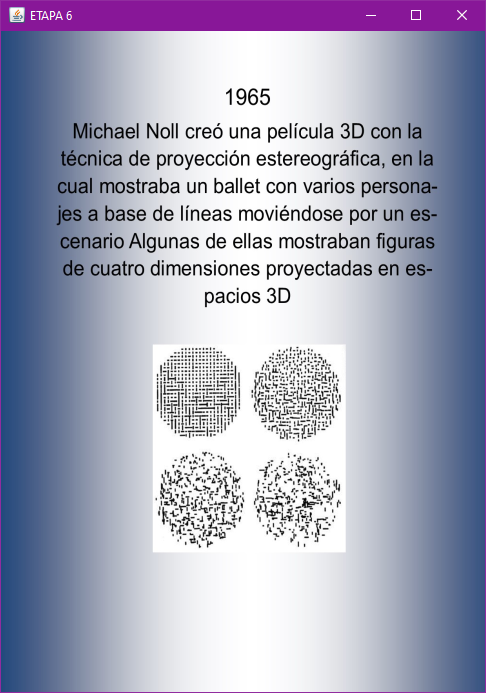 ETAPA 6
1965
Michael Noll creó una película 3D con la
técnica de proyección estereográfica, en la
cual mostraba un ballet con varios persona-
jes a base de líneas moviéndose por un es-
cenario Algunas de ellas mostraban figuras
de cuatro dimensiones proyectadas en es-
pacios 3D